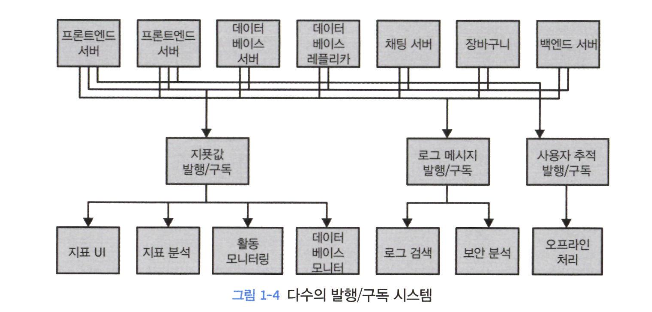 프론트엔드
서버
프론트엔드
서버
데이터
베이스
서버
데이터
베이스
레플리카
채팅 서버
장바구니
백엔드 서버
지푯값
발행/구독
로그 메시지
발행/구독
사용자 추적
발행/구독
지표 UI
지표 분석
활동
모니터링
데이터
베이스
모니터
로그 검색
보안 분석
오프라인
처리
그림 1-4 다수의 발행/구독 시스템